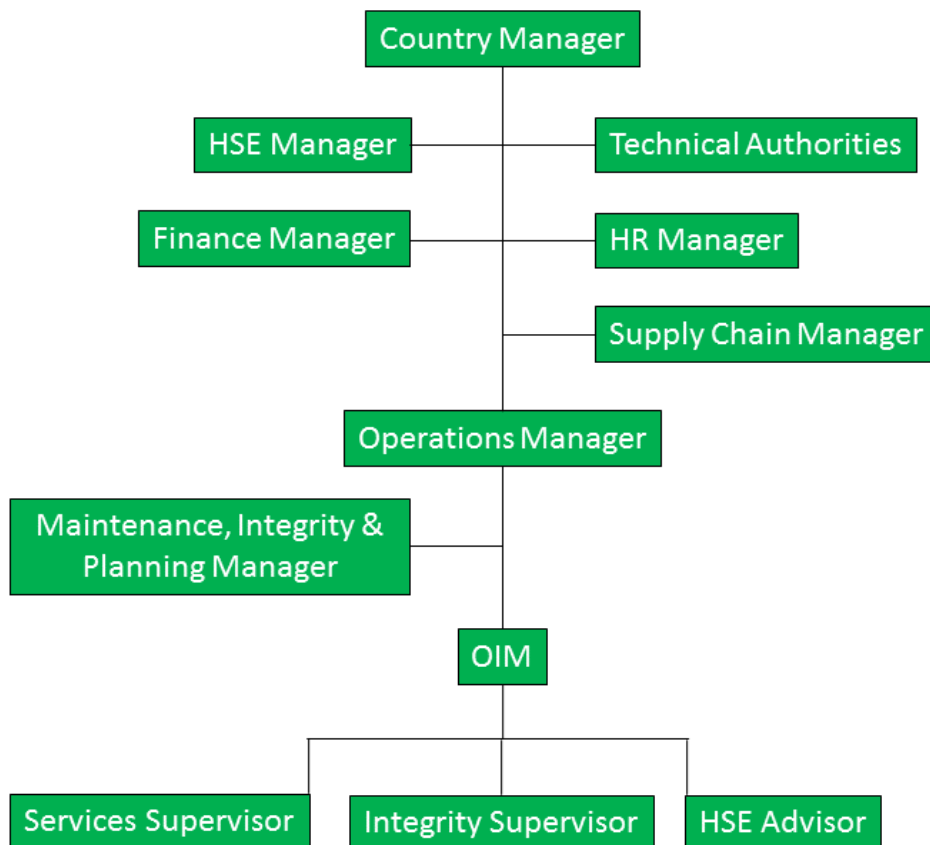 Country Manager
HSE Manager
Technical Authorities
Finance Manager
HR Manager
Supply Chain Manager
Operations Manager
Maintenance, Integrity &
Planning Manager
OIM
Services Supervisor
Integrity Supervisor
HSE Advisor